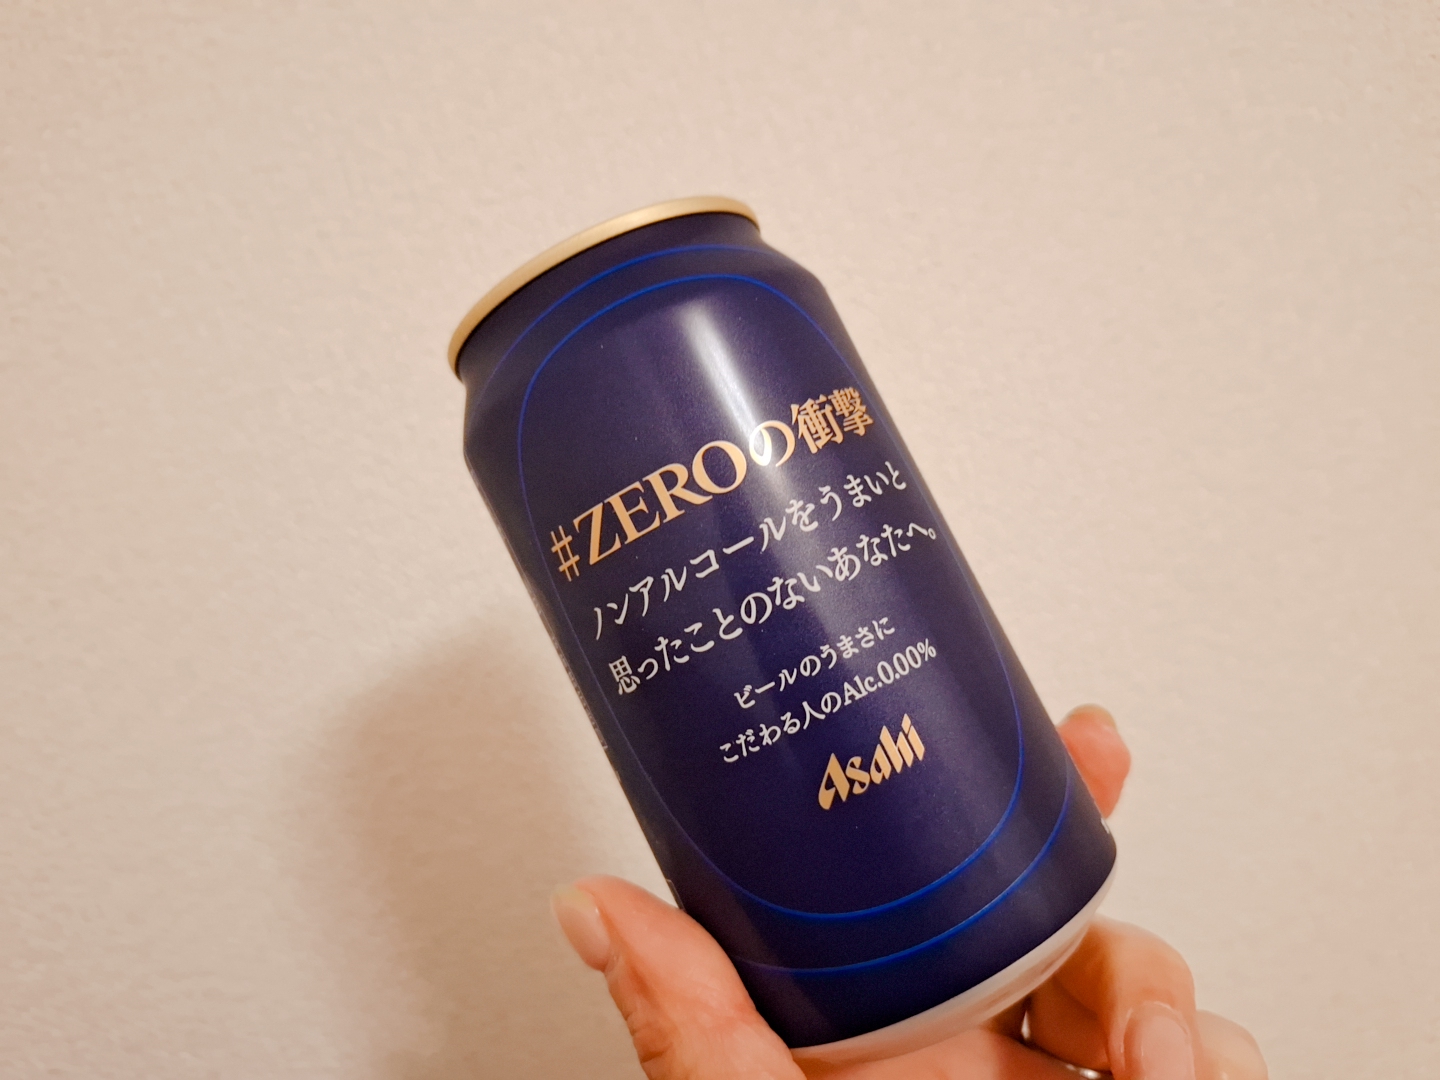 #ZEROの衝撃
ノンアルコールをうまいと
思ったことのないあなたへ。
ビールのうまさに
こだわる人のAlc.0.00%
Asahi